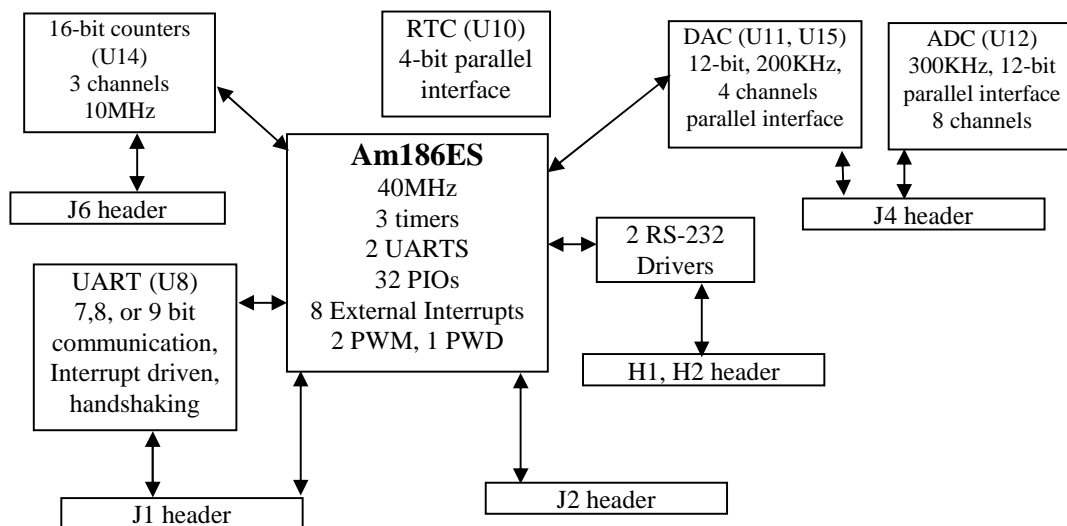 16-bit counters
(U14)
3 channels
10MHz
RTC (U10)
4-bit parallel
interface
DAC (U11, U15)
12-bit, 200KHz,
4 channels
parallel interface
ADC (U12)
300KHz, 12-bit
parallel interface
8 channels
Am186ES
40MHz
3 timers
2 UARTS
32 PIOs
8 External Interrupts
2 PWM, 1 PWD
J6 header
J4 header
2 RS-232
Drivers
UART (U8)
7,8, or 9 bit
communication,
Interrupt driven,
handshaking
H1, H2 header
J2 header
J1 header